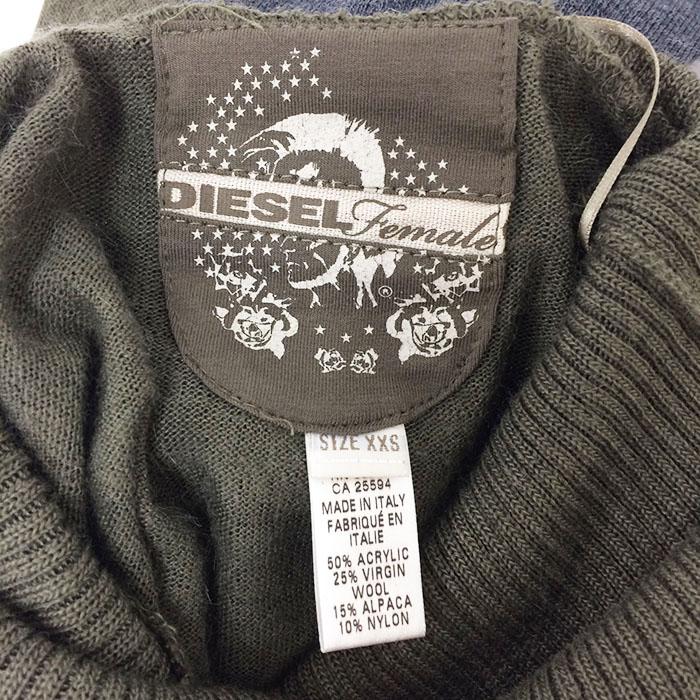 DIESEL Female
®
SIZE XXS
CA 25594
MADE IN ITALY
FABRIQUÉ EN
ITALIE
50% ACRYLIC
25% VIRGIN
WOOL
15% ALPACA
10% NYLON